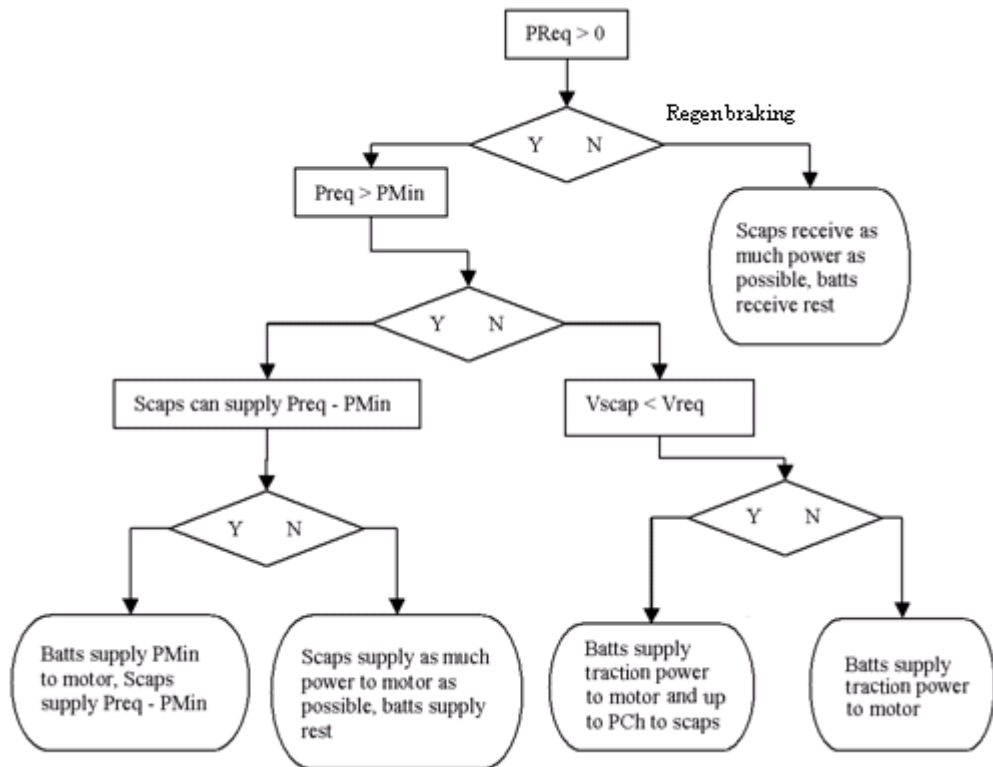 PReq > 0
Regen braking
Y N
Preq > PMin
Scaps receive as
much power as
possible, batts
receive rest
Y N
Scaps can supply Preq - PMin
Vscap < Vreq
Y N
Y N
Batts supply PMin
to motor, Scaps
supply Preq - PMin
Scaps supply as much
power to motor as
possible, batts supply
rest
Batts supply
traction power
to motor and up
to PCh to scaps
Batts supply
traction power
to motor